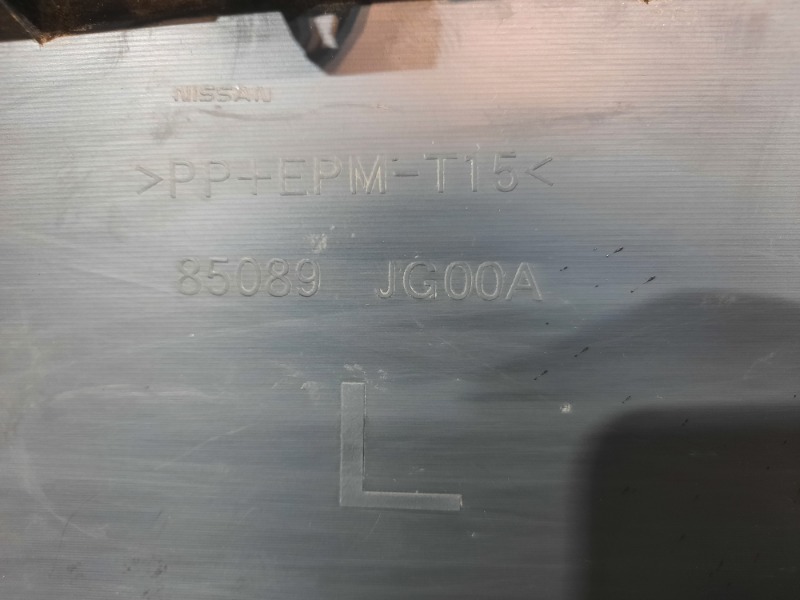 NISSAN
>PP+EPM-T15<
85089 JG00A
L